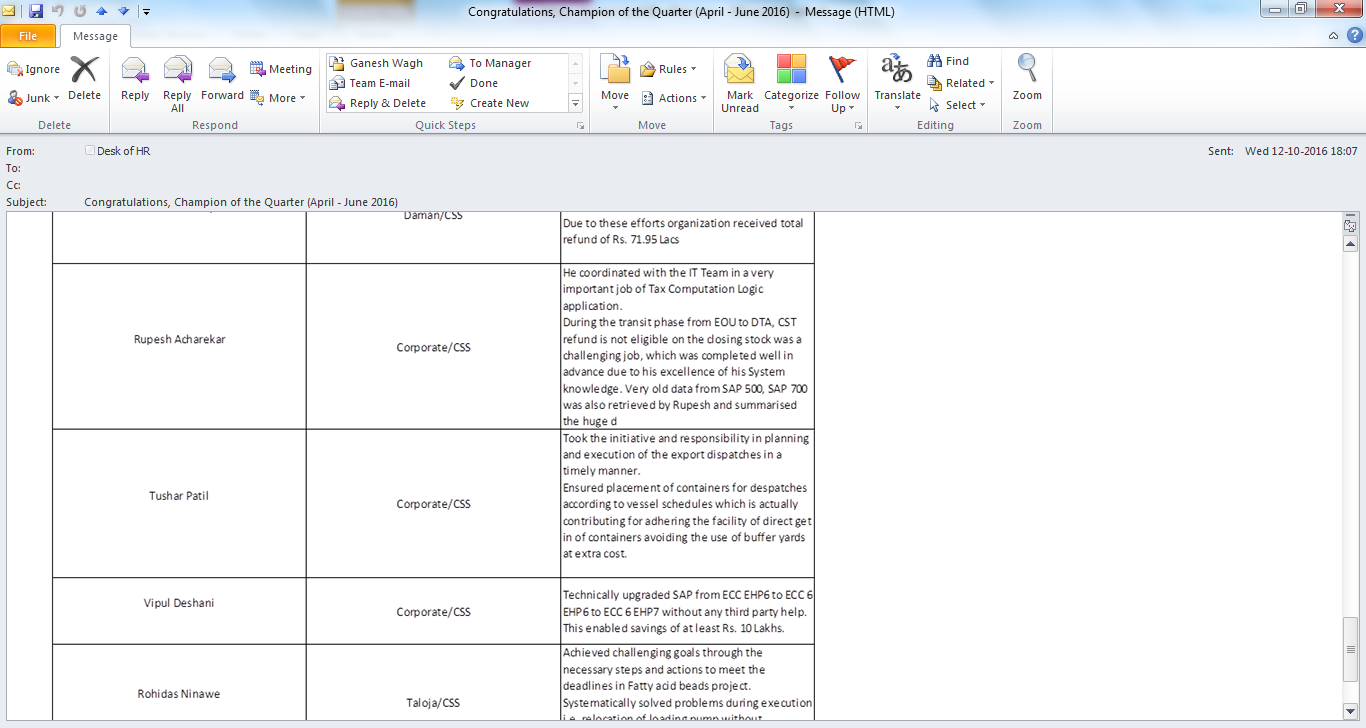 Congratulations, Champion of the Quarter (April - June 2016) - Message (HTML)
File
Message
Ignore
Junk
Delete
Delete
Reply
Reply All
Forward
Meeting
More
Respond
Ganesh Wagh
Team E-mail
Reply & Delete
To Manager
Done
Create New
Quick Steps
Move
Rules
Actions
Move
Mark Unread
Categorize
Follow Up
Tags
Translate
Find
Related
Select
Editing
Zoom
Zoom
From: Desk of HR
Sent: Wed 12-10-2016 18:07
To:
Cc:
Subject: Congratulations, Champion of the Quarter (April - June 2016)
Daman/CSS
Due to these efforts organization received total
refund of Rs. 71.95 Lacs
Rupesh Acharekar
Corporate/CSS
He coordinated with the IT Team in a very
important job of Tax Computation Logic
application.
During the transit phase from EOU to DTA, CST
refund is not eligible on the closing stock was a
challenging job, which was completed well in
advance due to his excellence of his System
knowledge. Very old data from SAP 500, SAP 700
was also retrieved by Rupesh and summarised
the huge d
Tushar Patil
Corporate/CSS
Took the initiative and responsibility in planning
and execution of the export dispatches in a
timely manner.
Ensured placement of containers for despatches
according to vessel schedules which is actually
contributing for adhering the facility of direct get
in of containers avoiding the use of buffer yards
at extra cost.
Vipul Deshani
Corporate/CSS
Technically upgraded SAP from ECC EHP6 to ECC 6
EHP6 to ECC 6 EHP7 without any third party help.
This enabled savings of at least Rs. 10 Lakhs.
Rohidas Ninawe
Taloja/CSS
Achieved challenging goals through the
necessary steps and actions to meet the
deadlines in Fatty acid beads project.
Systematically solved problems during execution
i.e. relocation of loading pump without